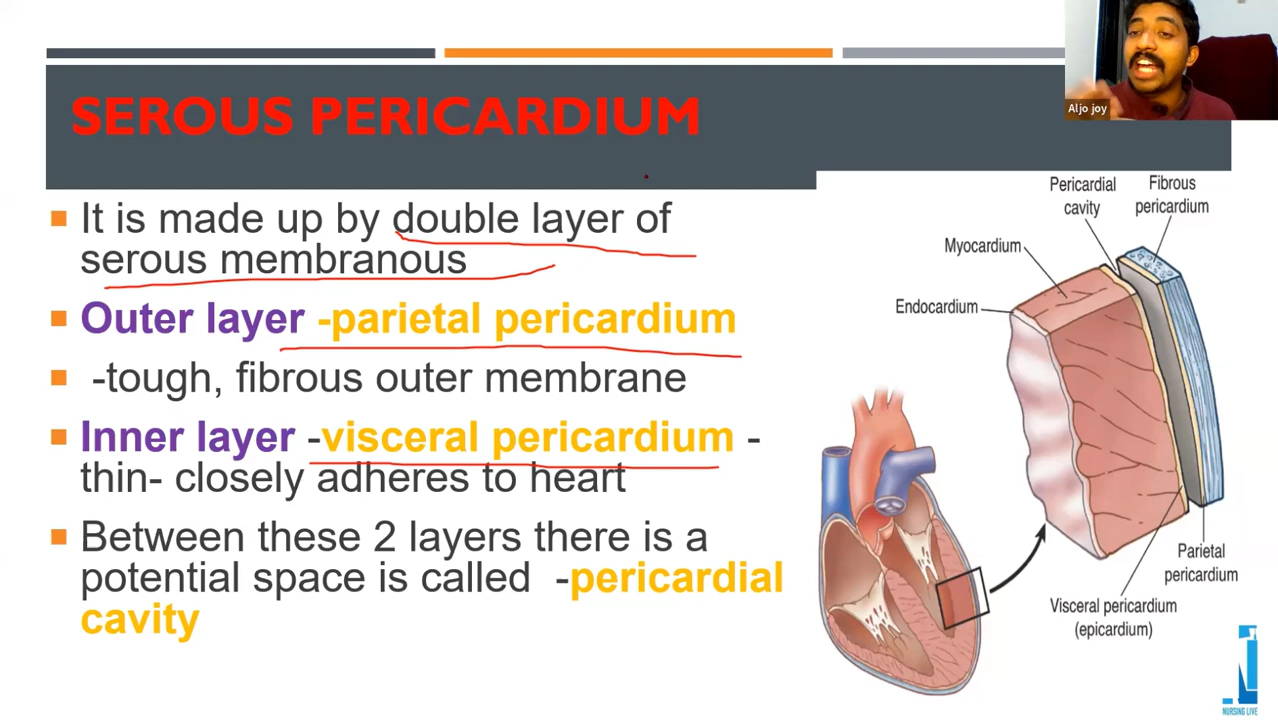 Aljo joy
SEROUS PERICARDIUM
It is made up by double layer of
serous membranous
Outer layer -parietal pericardium
-tough, fibrous outer membrane
Inner layer -visceral pericardium -
thin- closely adheres to heart
Between these 2 layers there is a
potential space is called -pericardial
cavity
Pericardial
cavity
Fibrous
pericardium
Myocardium
Endocardium
Parietal
pericardium
Visceral pericardium
(epicardium)
NURSING LIVE